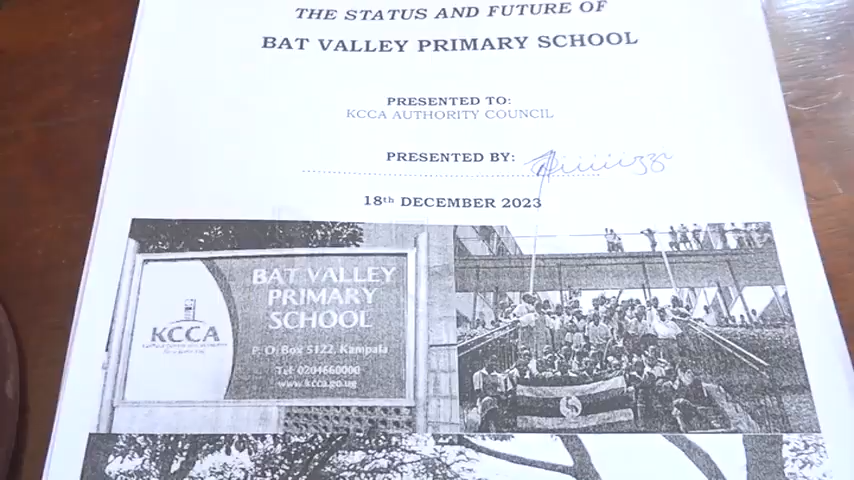 THE STATUS AND FUTURE OF
BAT VALLEY PRIMARY SCHOOL
PRESENTED TO:
KCCA AUTHORITY COUNCIL
PRESENTED BY:
18th DECEMBER 2023
BAT VALLEY
PRIMARY
SCHOOL
KCCA
P. O. Box 5122, Kampala
Tel: 0204660000
www.kcca.go.ug